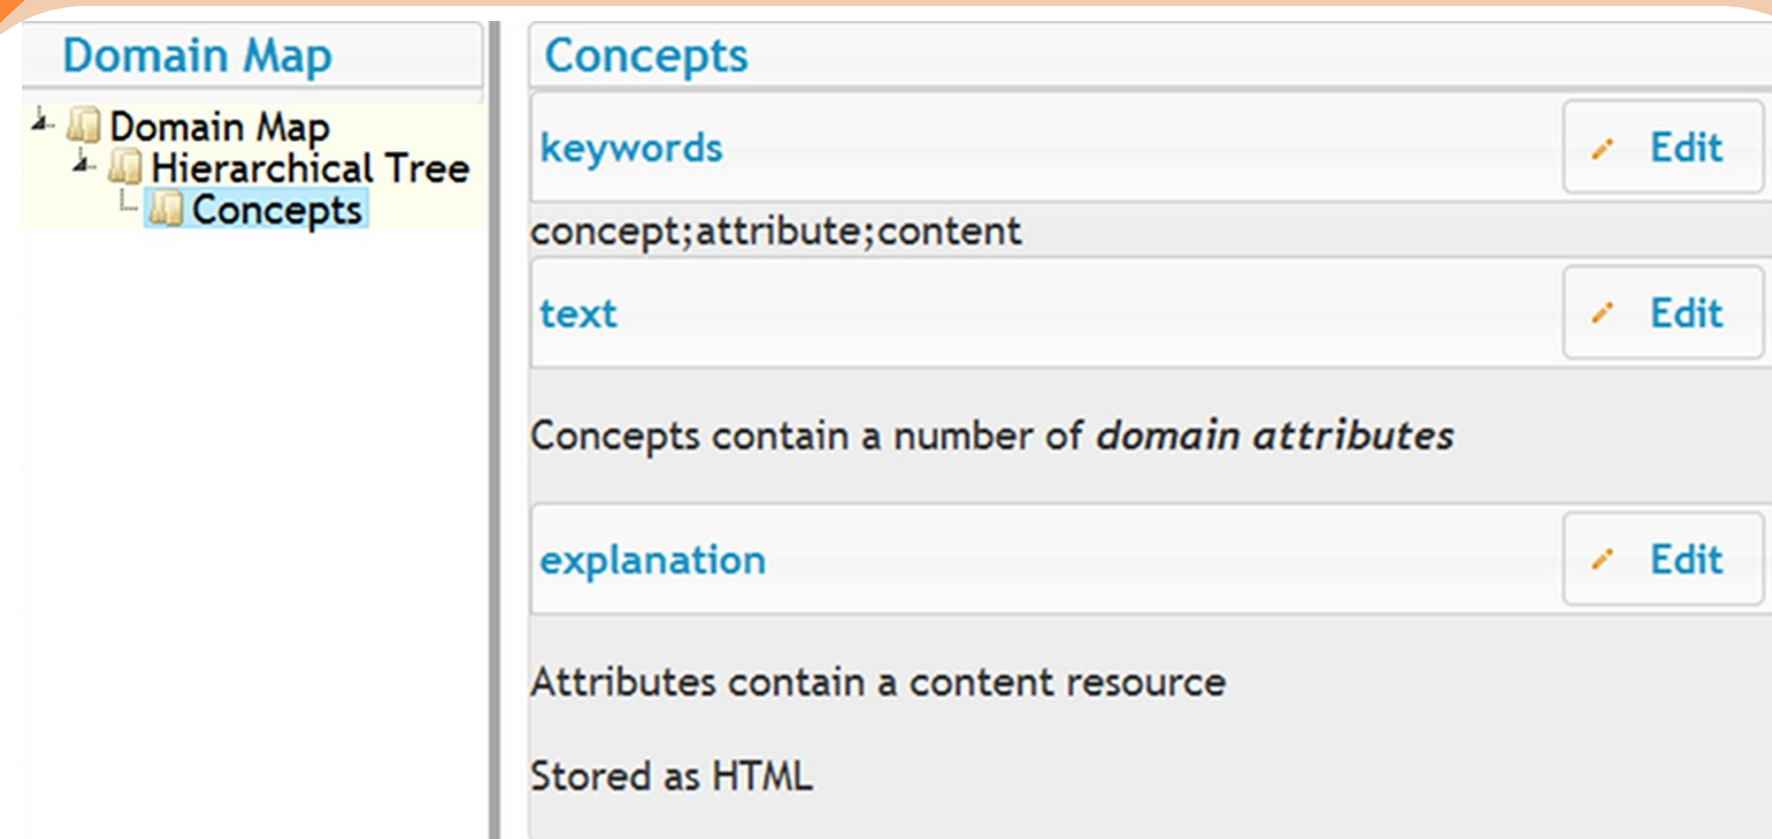 Domain Map
Domain Map
Hierarchical Tree
Concepts
Concepts
keywords
Edit
concept;attribute;content
text
Edit
Concepts contain a number of domain attributes
explanation
Edit
Attributes contain a content resource
Stored as HTML